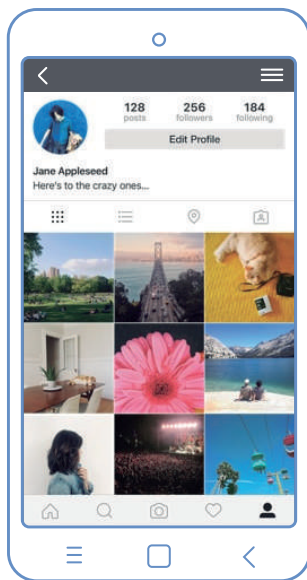 128 256 184
posts followers following
Edit Profile
Jane Appleseed
Here's to the crazy ones...